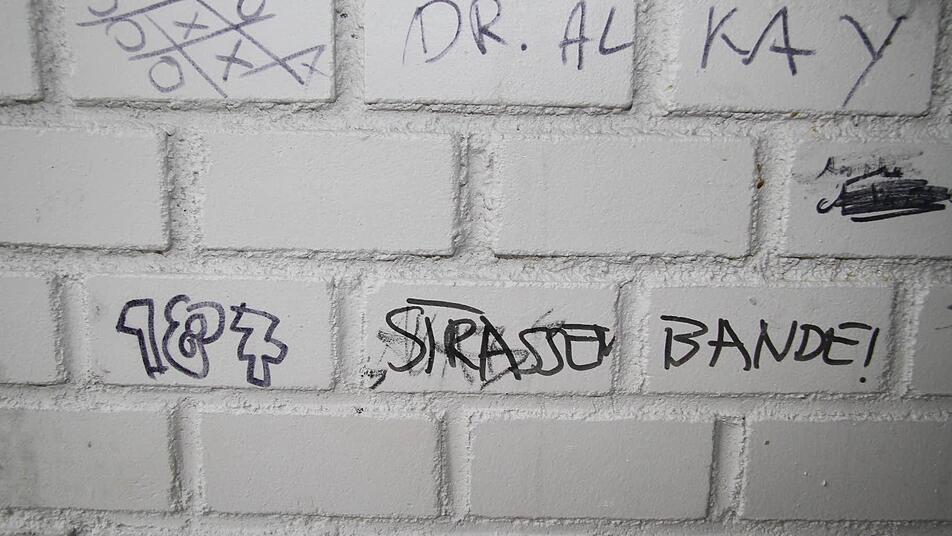 DR. AL KAY
187 STRASSEN BANDE!